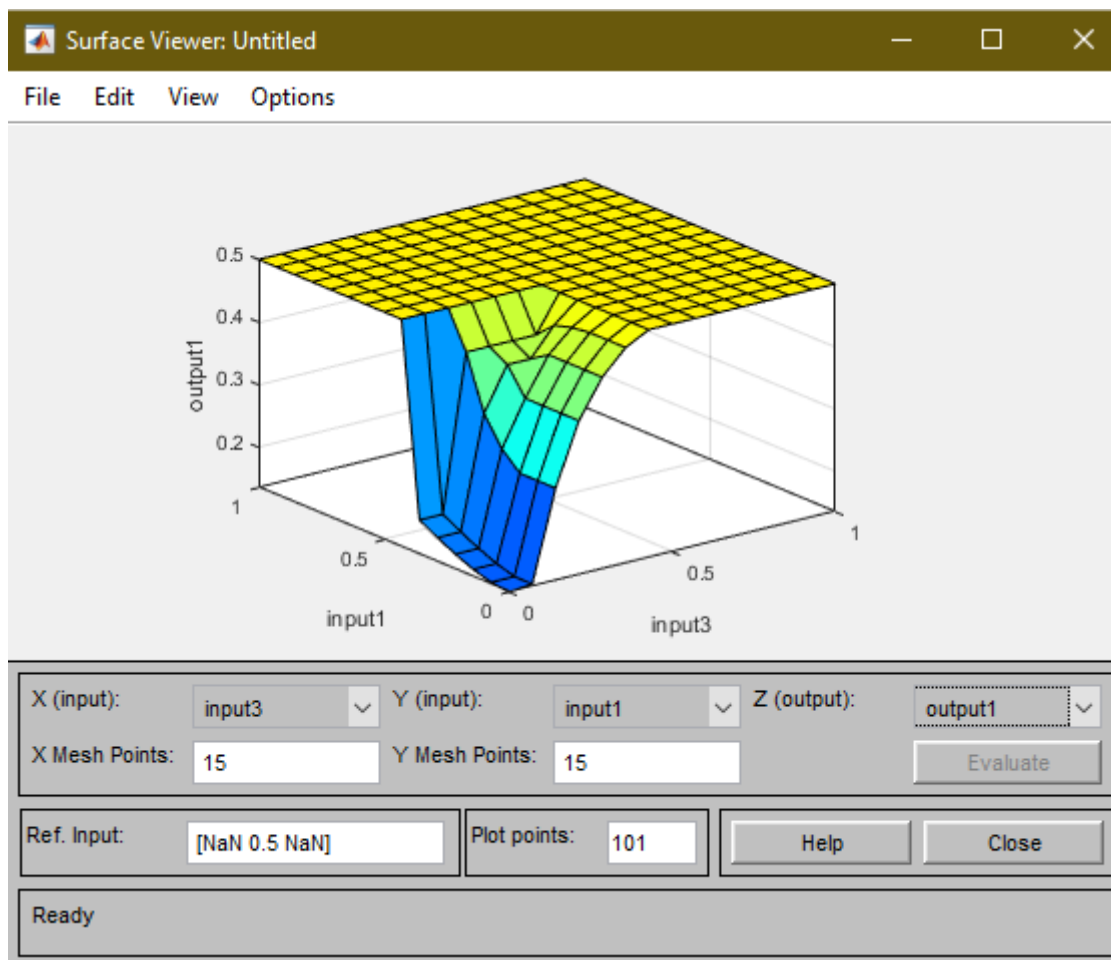 Surface Viewer: Untitled
File Edit View Options
0.5
0.4
0.3
0.2
output1
1
0.5
0
input1
0
0.5
1
input3
X (input): input3 Y (input): input1 Z (output): output1
X Mesh Points: 15 Y Mesh Points: 15 Evaluate
Ref. Input: [NaN 0.5 NaN] Plot points: 101 Help Close
Ready